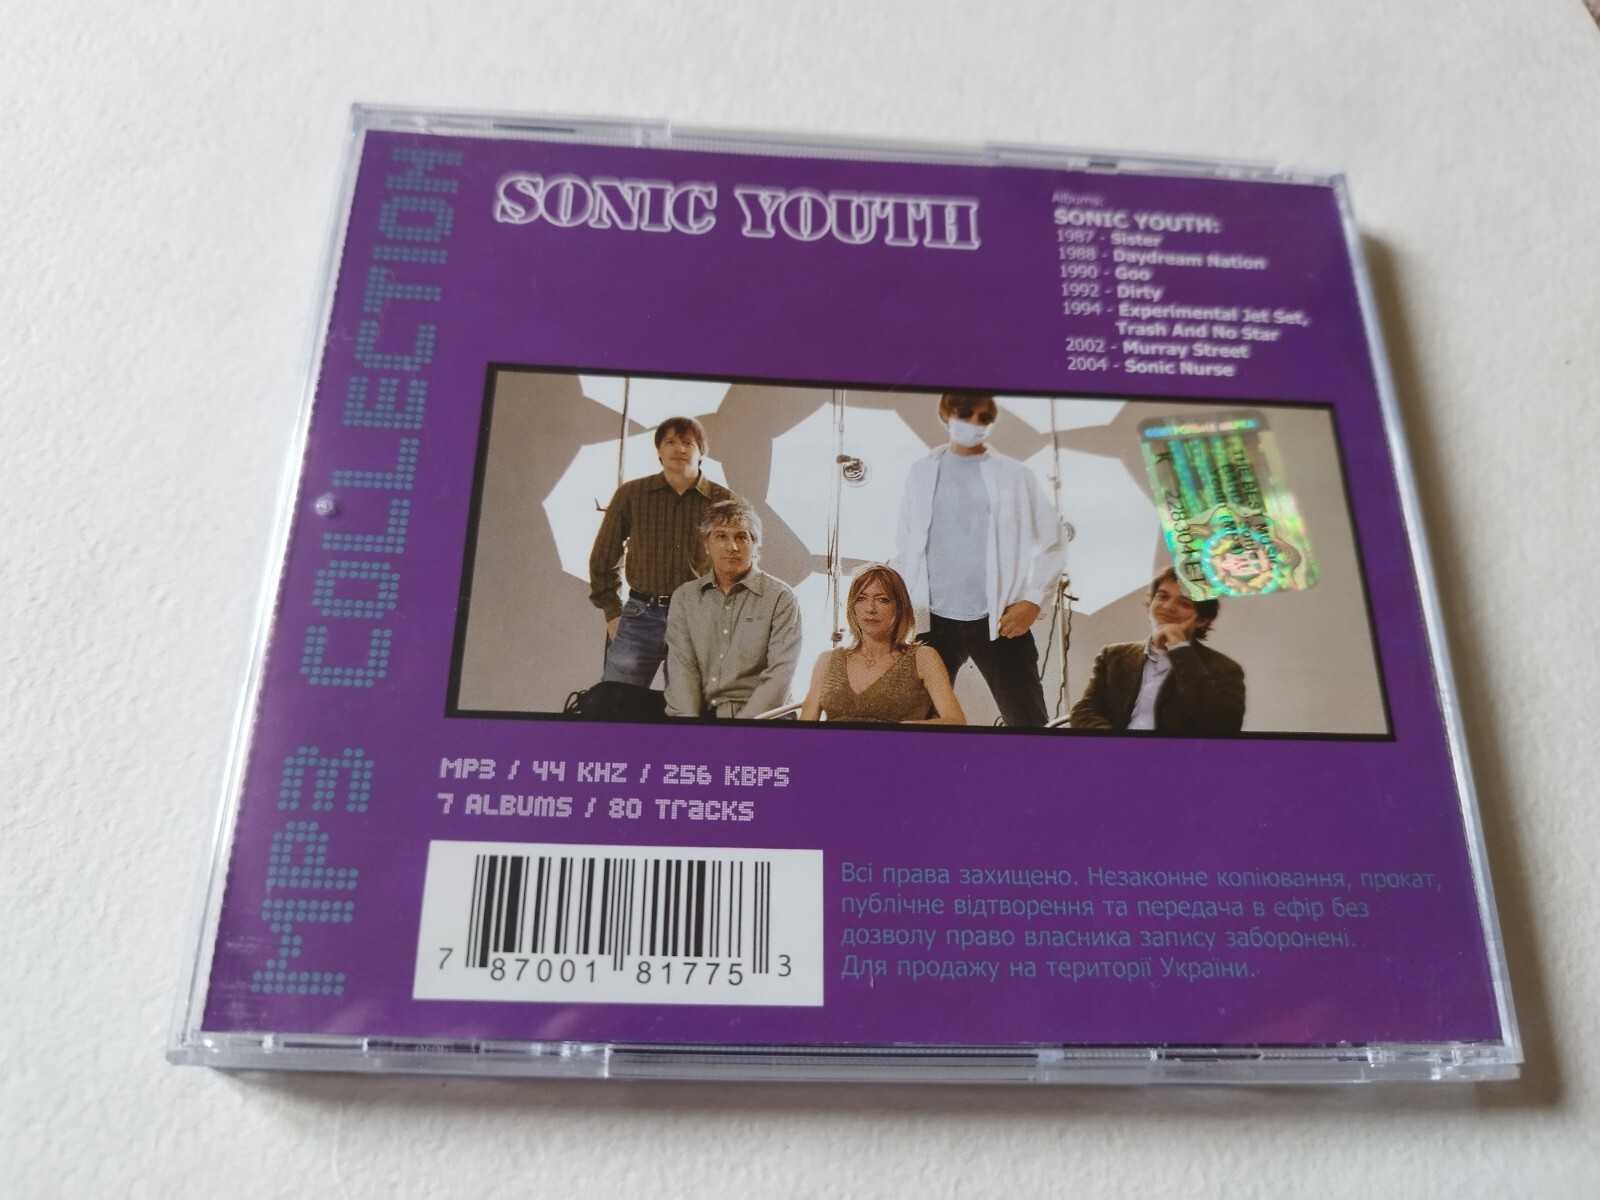 MP3 COLLECTION
SONIC YOUTH
Albums:
SONIC YOUTH:
1987 - Sister
1988 - Daydream Nation
1990 - Goo
1992 - Dirty
1994 - Experimental Jet Set,
Trash And No Star
2002 - Murray Street
2004 - Sonic Nurse
КОНТРОЛЬНА МАРКА
MP3 / 44 KHZ / 256 KBPS
7 ALBUMS / 80 Tracks
7 87001 81775 3
Всі права захищено. Незаконне копіювання, прокат,
публічне відтворення та передача в ефір без
дозволу право власника запису заборонені.
Для продажу на території України.